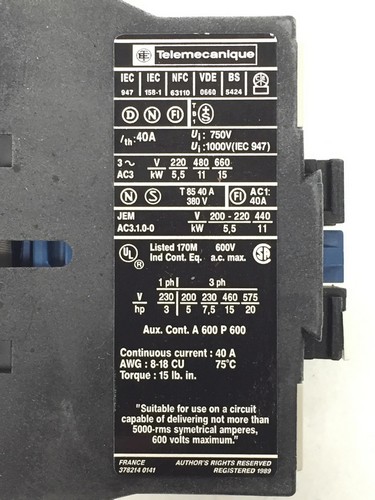 Telemecanique
IEC IEC NFC VDE BS
947 158-1 63110 0660 5424
D N FI T B 1 S
Ith: 40A Ui: 750V
Ui: 1000V(IEC 947)
3~ V 220 480 660
AC3 kW 5,5 11 15
N S T 85 40 A 380 V FI AC1: 40A
JEM V 200 - 220 440
AC3.1.0-0 kW 5,5 11
UL Listed 170M 600V SA
Ind Cont. Eq. a.c. max.
1 ph 3 ph
V 230 200 230 460 575
hp 3 5 7,5 15 20
Aux. Cont. A 600 P 600
Continuous current : 40 A
AWG : 8-18 CU 75°C
Torque : 15 lb. in.
"Suitable for use on a circuit
capable of delivering not more than
5000-rms symetrical amperes,
600 volts maximum."
FRANCE AUTHOR'S RIGHTS RESERVED
378214 0141 REGISTERED 1989